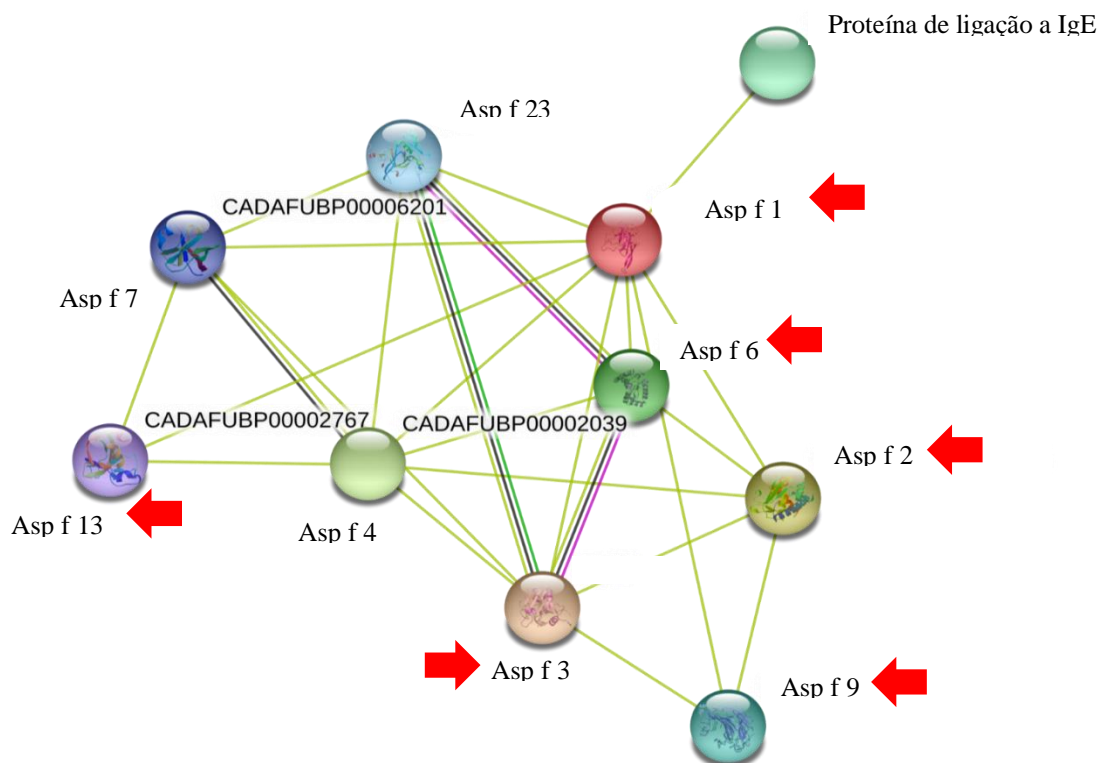 Proteína de ligação a IgE
Asp f 23
CADAFUBP00006201
Asp f 1
Asp f 7
Asp f 6
CADAFUBP00002767
CADAFUBP00002039
Asp f 2
Asp f 13
Asp f 4
Asp f 3
Asp f 9